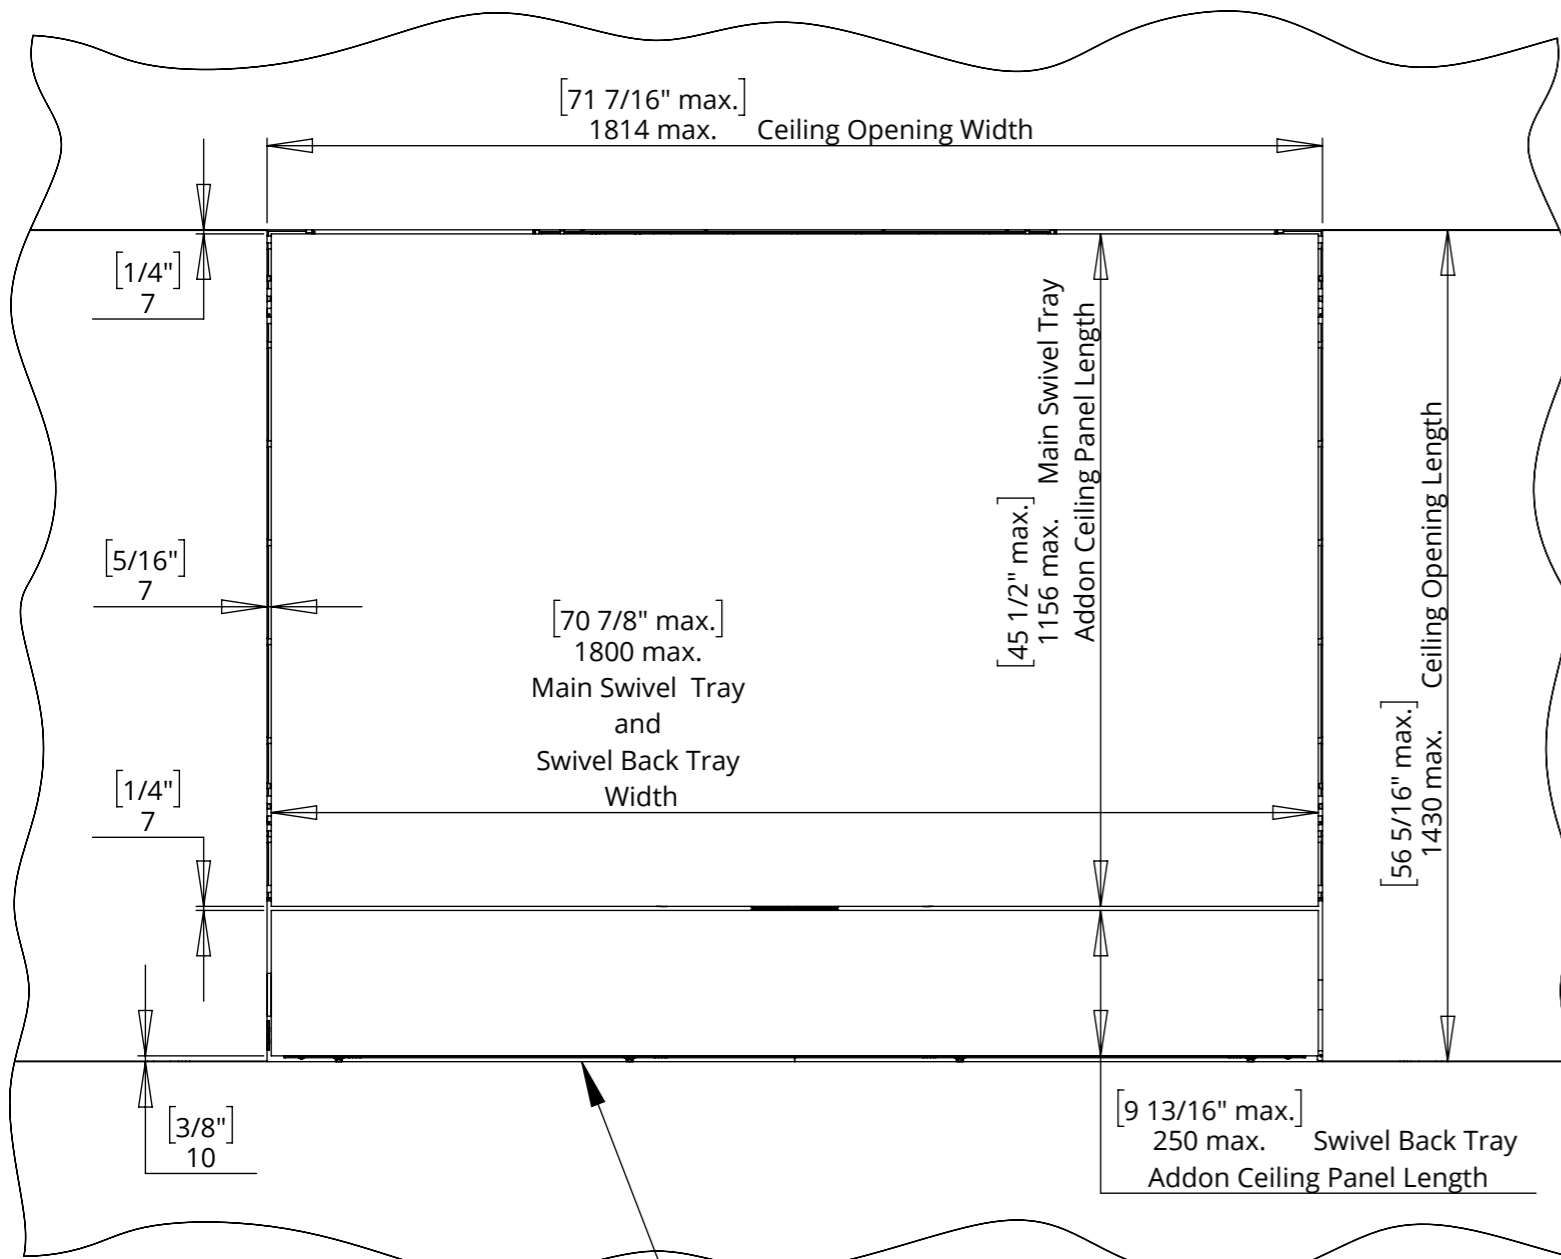 [71 7/16" max.]
1814 max. Ceiling Opening Width
[1/4"]
7
[5/16"]
7
[70 7/8" max.]
1800 max.
Main Swivel Tray
and
Swivel Back Tray
Width
[45 1/2" max.]
1156 max. Main Swivel Tray
Addon Ceiling Panel Length
[56 5/16" max.]
1430 max. Ceiling Opening Length
[1/4"]
7
[3/8"]
10
[9 13/16" max.]
250 max. Swivel Back Tray
Addon Ceiling Panel Length